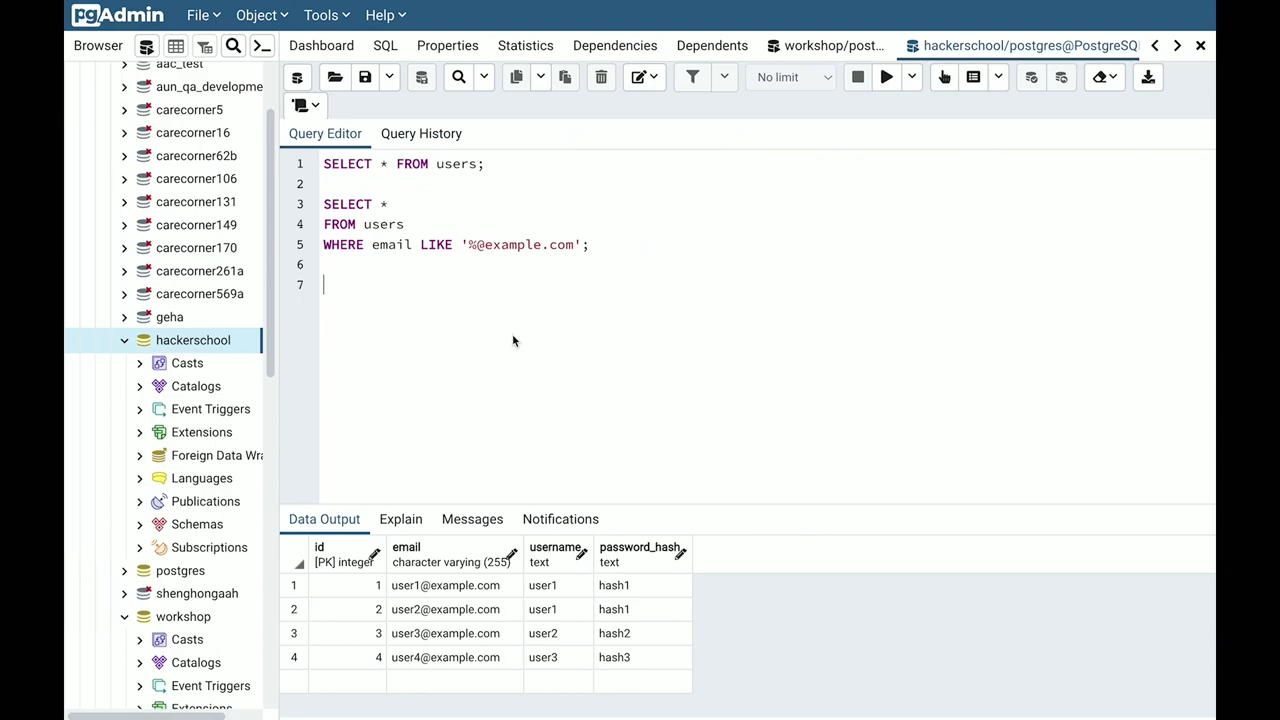 pgAdmin File Object Tools Help
Browser Dashboard SQL Properties Statistics Dependencies Dependents workshop/post... hackerschool/postgres@PostgreSQ
No limit
Query Editor Query History
1 SELECT * FROM users;
2
3 SELECT *
4 FROM users
5 WHERE email LIKE '%@example.com';
6
7
aac_test
aun_qa_developme
carecorner5
carecorner16
carecorner62b
carecorner106
carecorner131
carecorner149
carecorner170
carecorner261a
carecorner569a
geha
hackerschool
Casts
Catalogs
Event Triggers
Extensions
Foreign Data Wra
Languages
Publications
Schemas
Subscriptions
postgres
shenghongaah
workshop
Casts
Catalogs
Event Triggers
Extensions
Data Output Explain Messages Notifications
id email username password_hash
[PK] integer character varying (255) text text
1 1 user1@example.com user1 hash1
2 2 user2@example.com user1 hash1
3 3 user3@example.com user2 hash2
4 4 user4@example.com user3 hash3